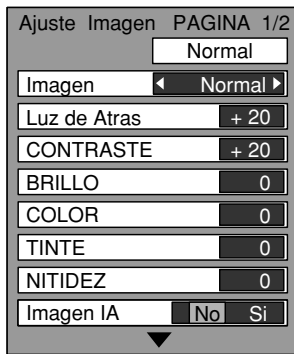 Ajuste Imagen PAGINA 1/2
Normal
Imagen Normal
Luz de Atras + 20
CONTRASTE + 20
BRILLO 0
COLOR 0
TINTE 0
NITIDEZ 0
Imagen IA No Si